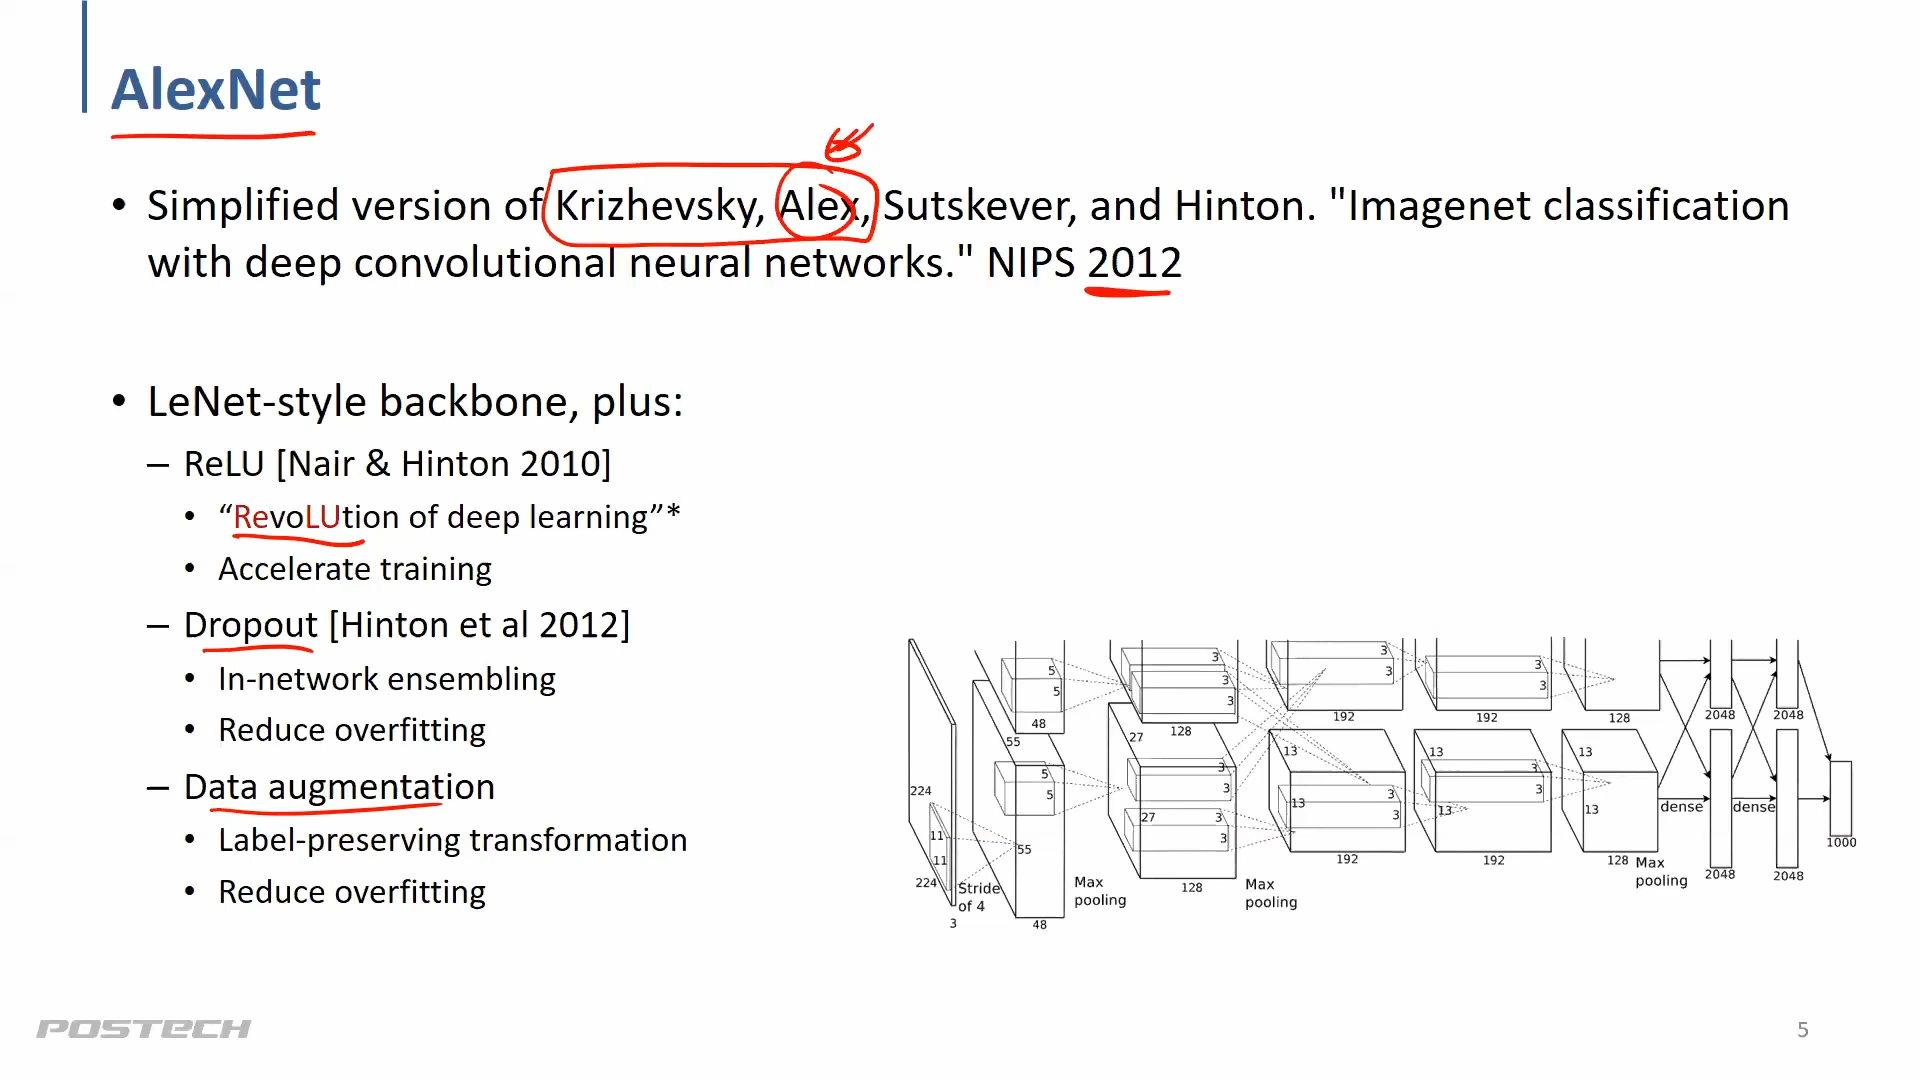 AlexNet
• Simplified version of Krizhevsky, Alex, Sutskever, and Hinton. "Imagenet classification
with deep convolutional neural networks." NIPS 2012
• LeNet-style backbone, plus:
– ReLU [Nair & Hinton 2010]
• “RevoLUtion of deep learning”*
• Accelerate training
– Dropout [Hinton et al 2012]
• In-network ensembling
• Reduce overfitting
– Data augmentation
• Label-preserving transformation
• Reduce overfitting
5 3 3 3
5 3 3 3
48 3 192 192 128 2048 2048
55 27 128
13 13 13
5 3 3 3
224 5 3 13 3 3
11 27 3 3 13 13 dense dense
11 55 3
1000
224 Stride of 4 Max pooling 128 Max pooling 192 192 128 Max pooling 2048 2048
3 48
POSTECH
5